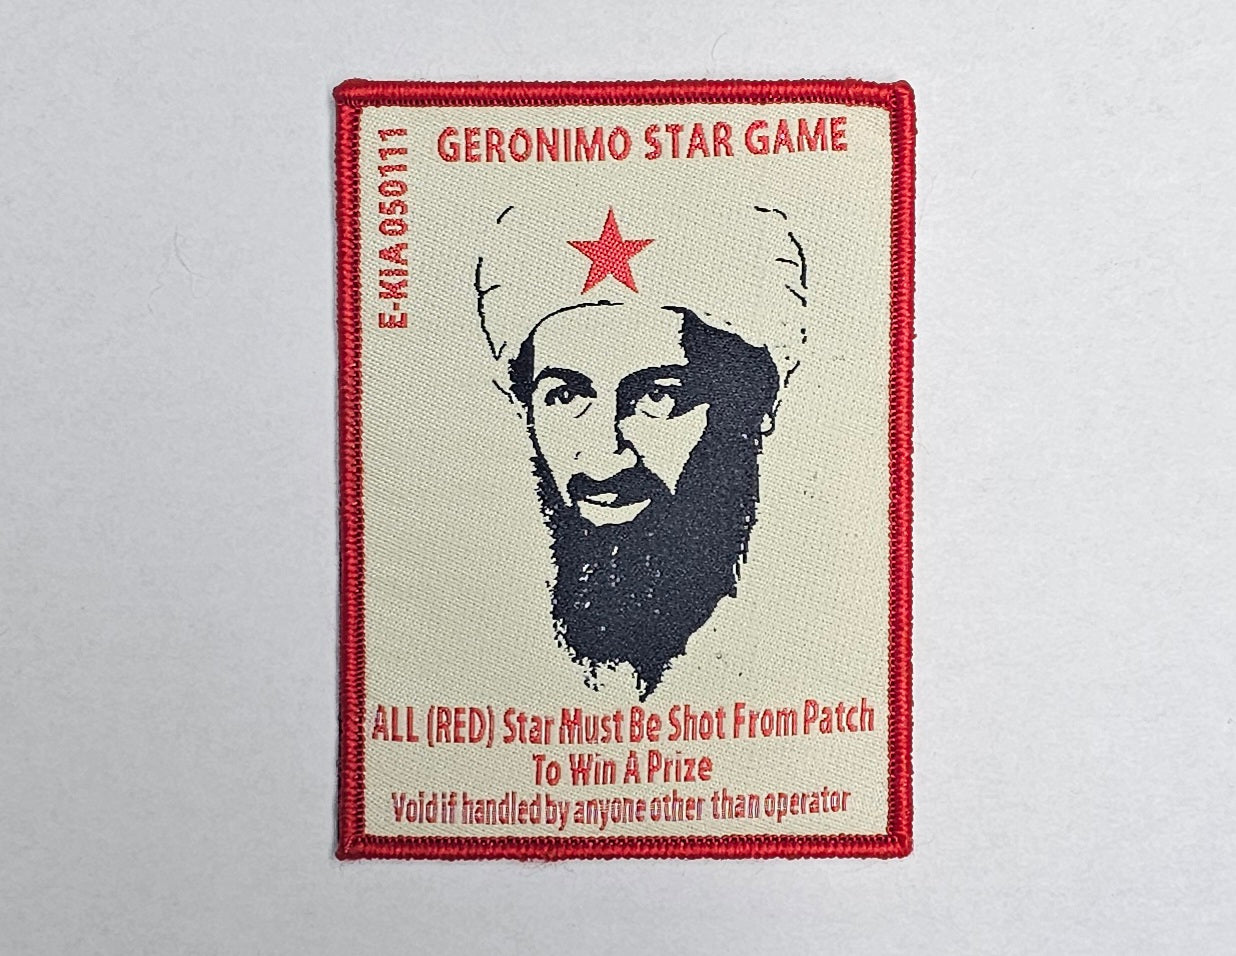 GERONIMO STAR GAME
E-KIA 050111
ALL (RED) Star Must Be Shot From Patch
To Win A Prize
Void if handled by anyone other than operator